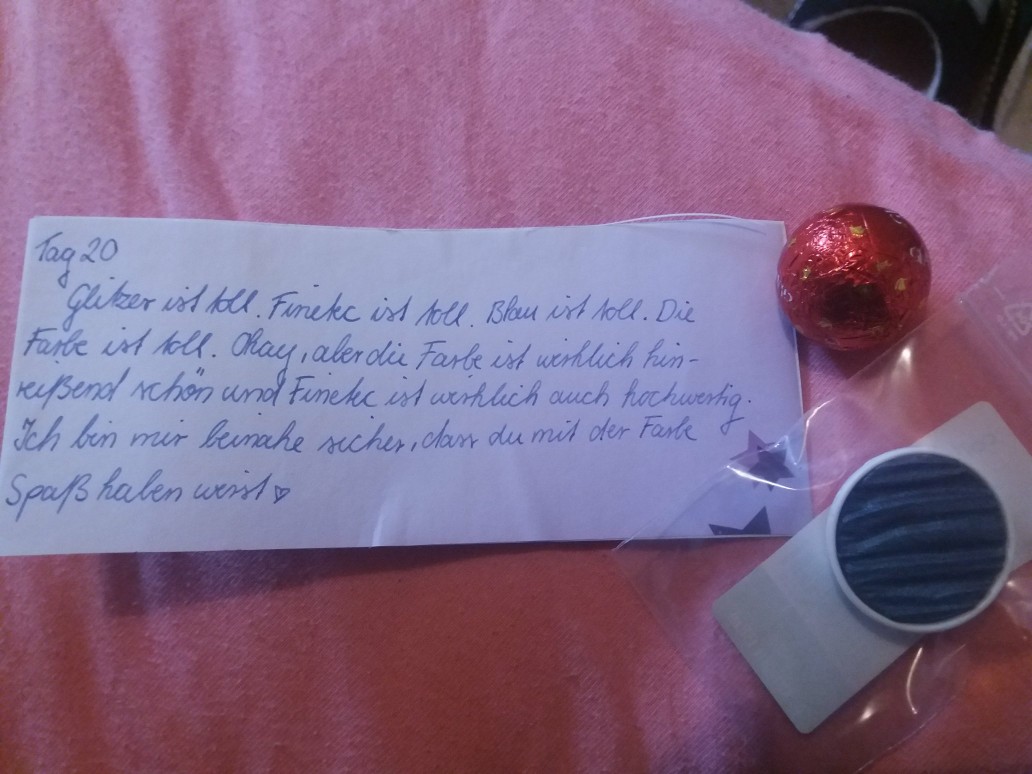 Tag 20
Glitzer ist toll. Finetec ist toll. Blau ist toll. Die
Farbe ist toll. Okay, aber die Farbe ist wirklich hin-
reißend schön und Finetec ist wirklich auch hochwertig.
Ich bin mir beinahe sicher, dass du mit der Farbe
Spaß haben wirst ♡